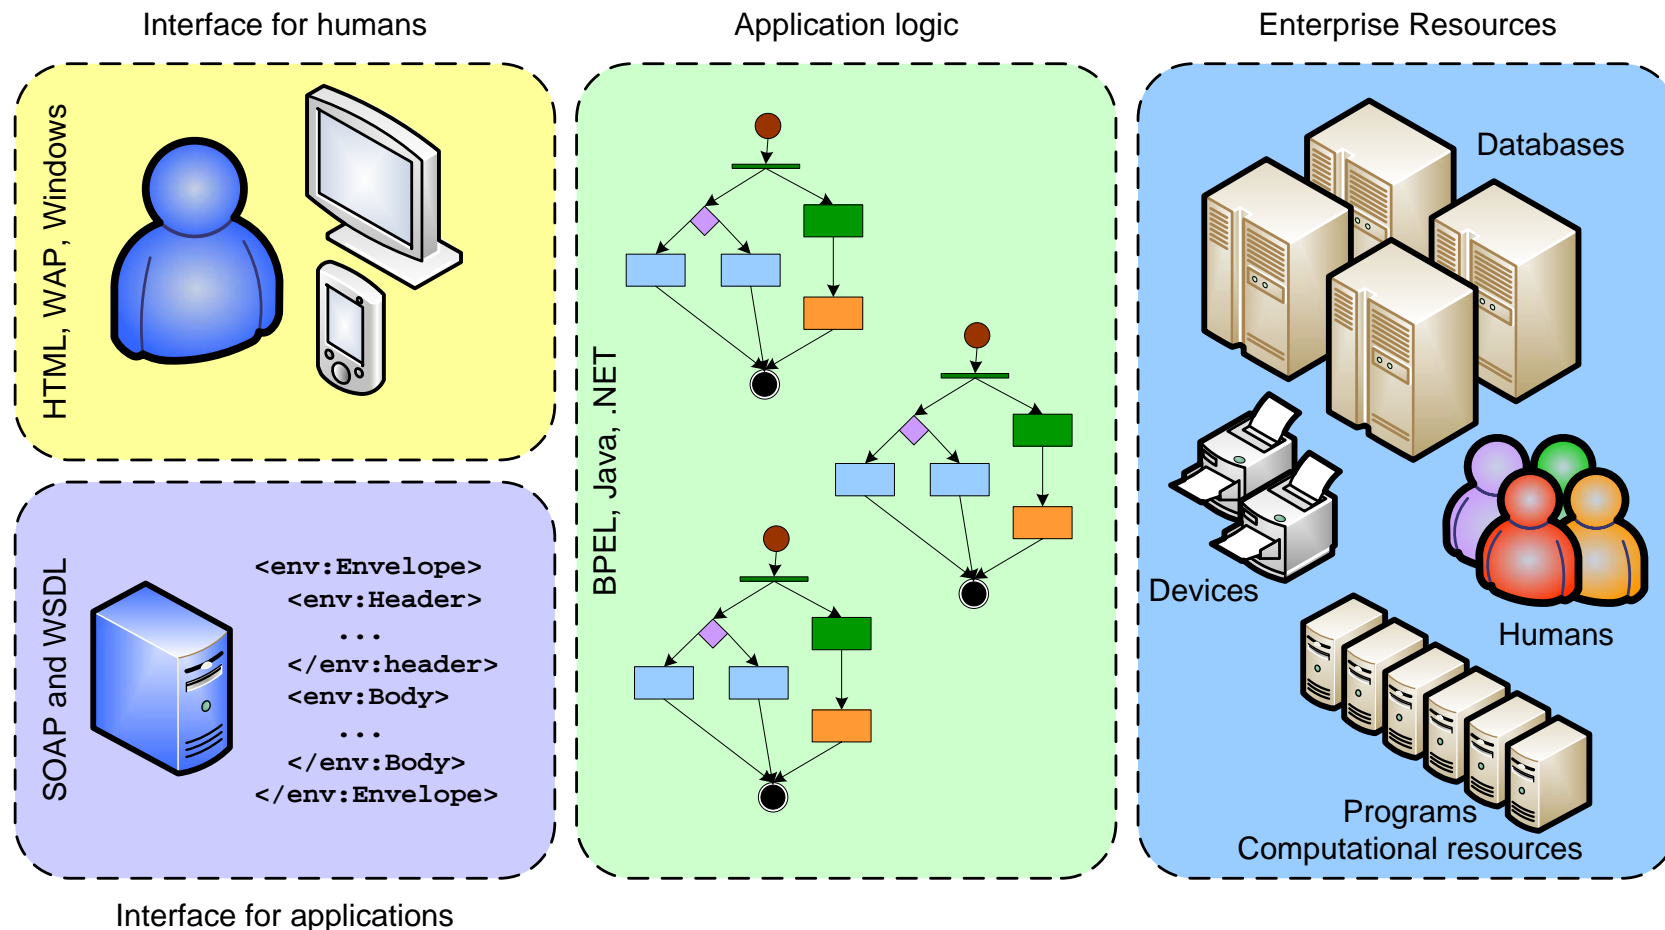 Interface for humans
Application logic
Enterprise Resources
HTML, WAP, Windows
SOAP and WSDL
<env:Envelope>
<env:Header>
...
</env:header>
<env:Body>
...
</env:Body>
</env:Envelope>
Interface for applications
BPEL, Java, .NET
Databases
Devices
Humans
Programs
Computational resources